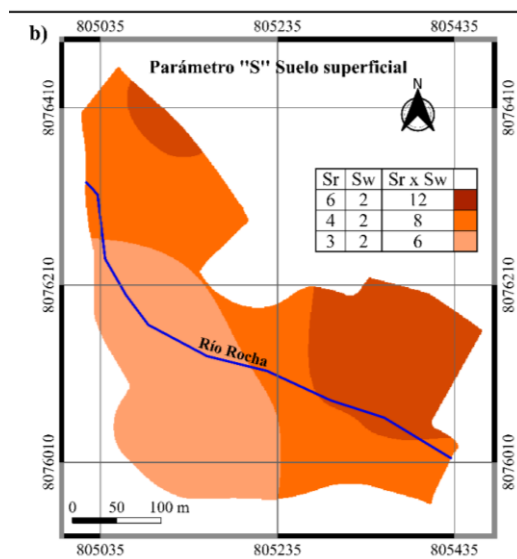 805035 805235 805435
b)
Parámetro "S" Suelo superficial
N
8076410
8076410
Sr Sw Sr x Sw
6 2 12
4 2 8
3 2 6
8076210
8076210
Río Rocha
8076010
8076010
0 50 100 m
805035 805235 805435